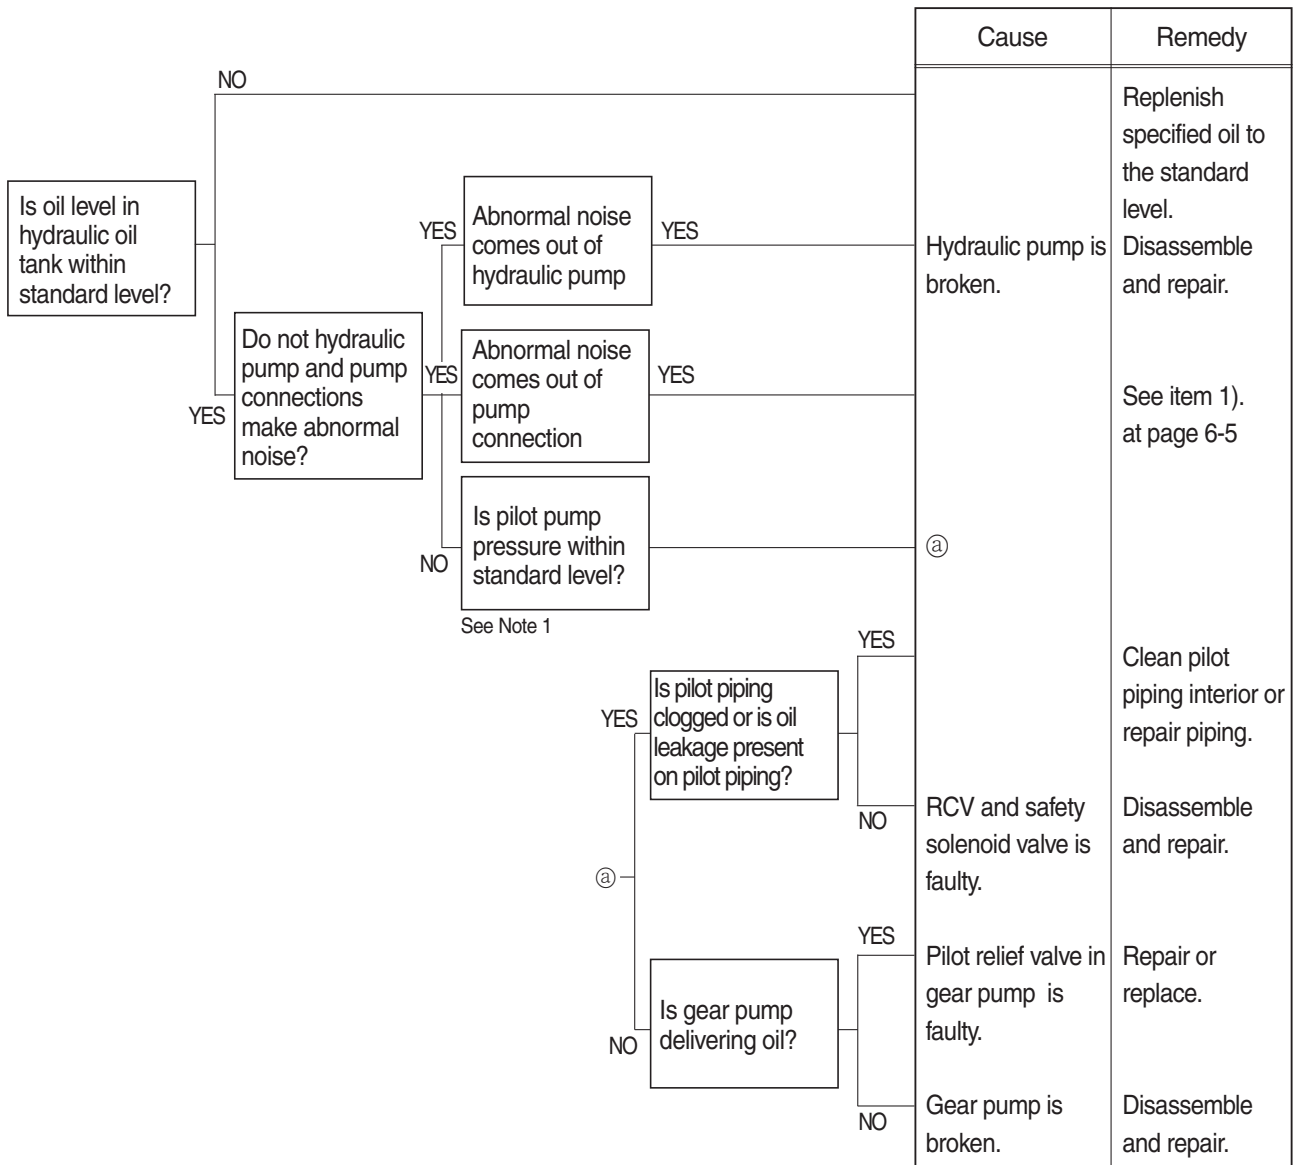 Cause
Remedy
NO
Replenish
specified oil to
the standard
level.
Is oil level in
hydraulic oil
tank within
standard level?
YES
Abnormal noise
comes out of
hydraulic pump
YES
Hydraulic pump is
broken.
Disassemble
and repair.
YES
Do not hydraulic
pump and pump
connections
make abnormal
noise?
YES
Abnormal noise
comes out of
pump
connection
YES
See item 1).
at page 6-5
NO
Is pilot pump
pressure within
standard level?
ⓐ
See Note 1
YES
Is pilot piping
clogged or is oil
leakage present
on pilot piping?
YES
Clean pilot
piping interior or
repair piping.
NO
RCV and safety
solenoid valve is
faulty.
Disassemble
and repair.
ⓐ
NO
Is gear pump
delivering oil?
YES
Pilot relief valve in
gear pump is
faulty.
Repair or
replace.
NO
Gear pump is
broken.
Disassemble
and repair.